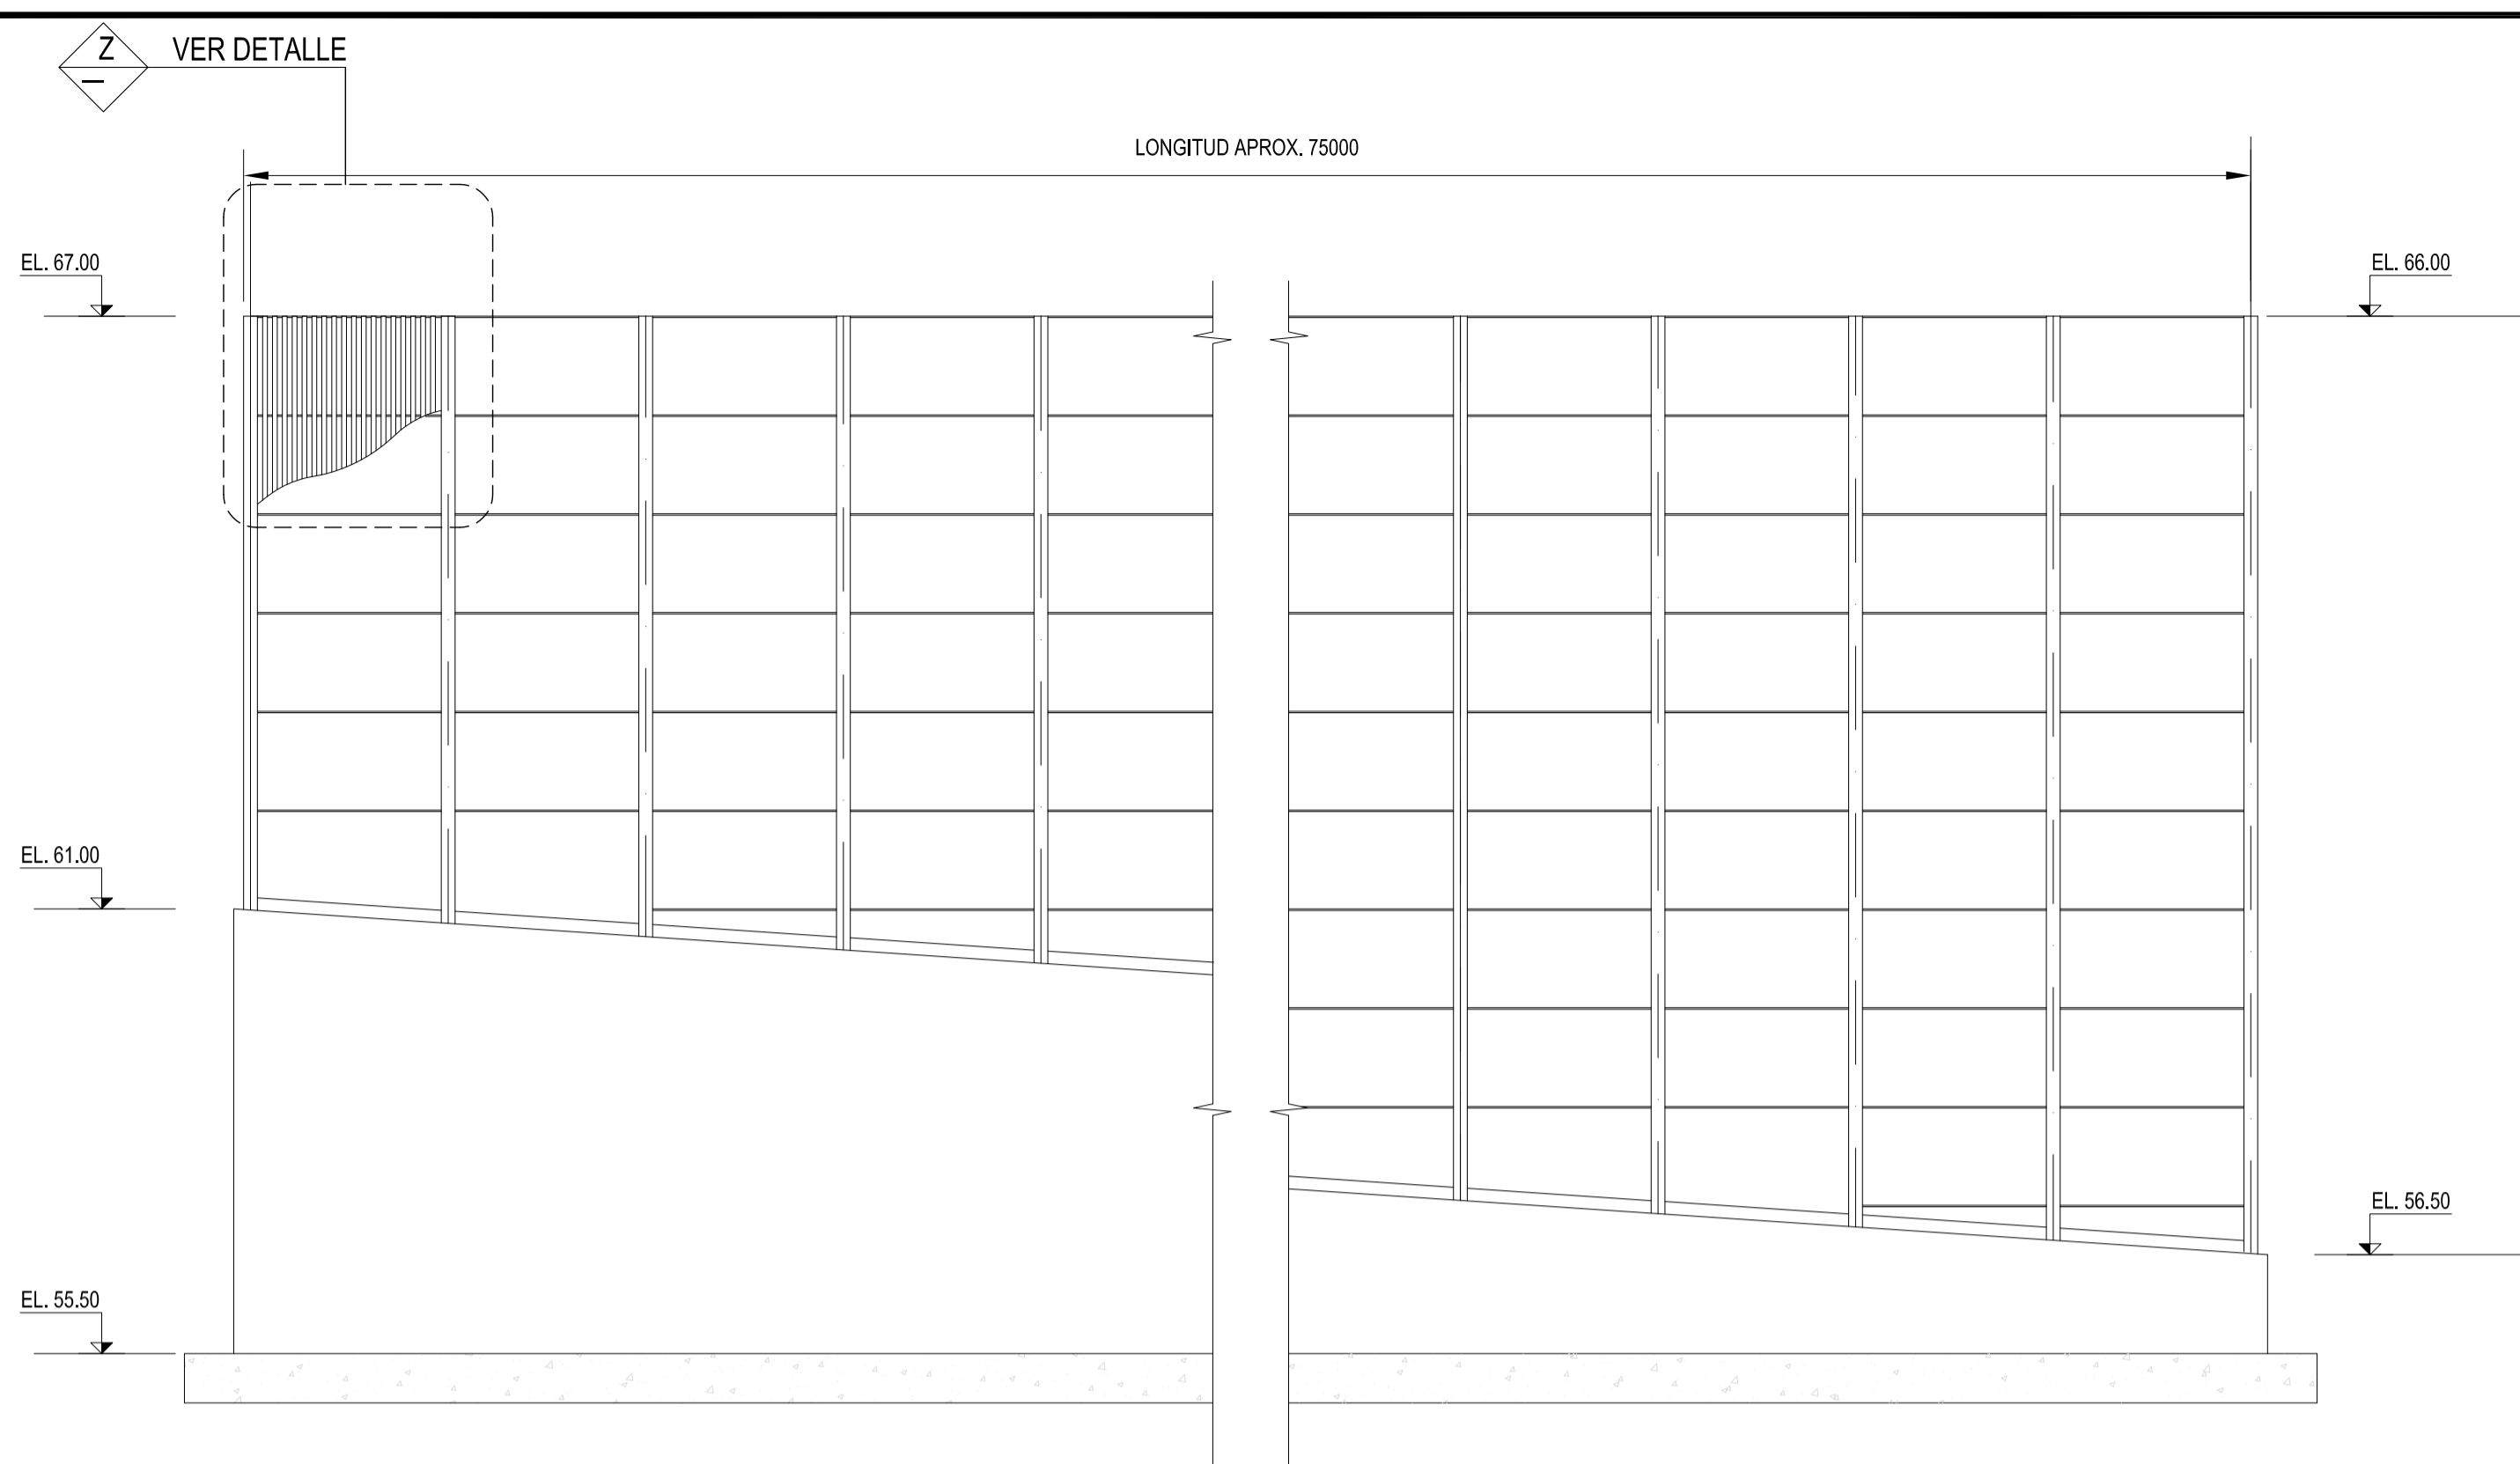 Z
VER DETALLE
LONGITUD APROX. 75000
EL. 67.00
EL. 66.00
EL. 61.00
EL. 56.50
EL. 55.50